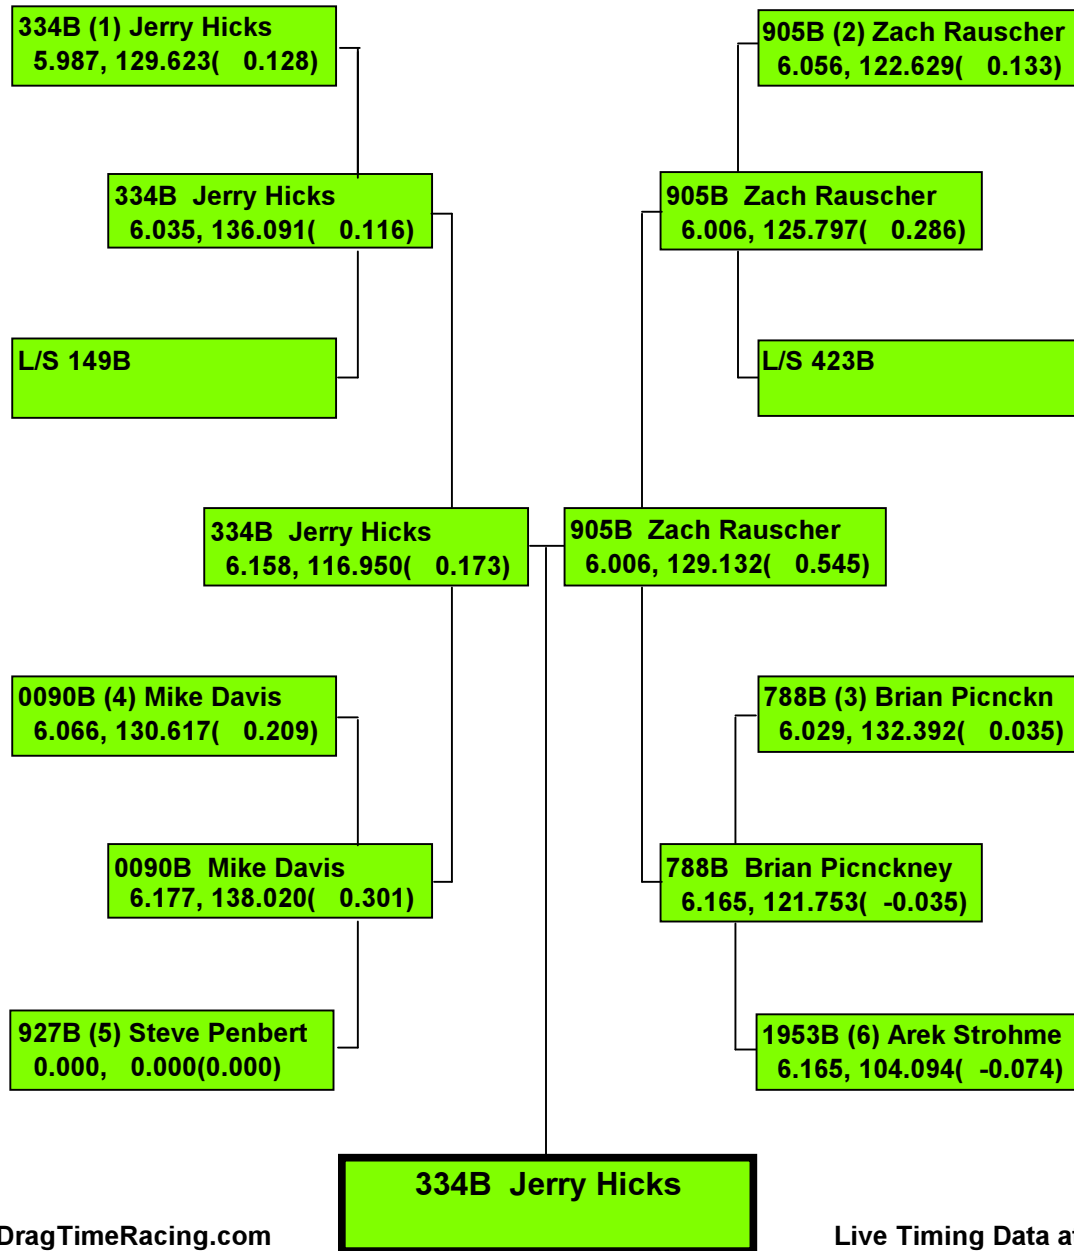 334B (1) Jerry Hicks
5.987, 129.623( 0.128)
905B (2) Zach Rauscher
6.056, 122.629( 0.133)
334B Jerry Hicks
6.035, 136.091( 0.116)
905B Zach Rauscher
6.006, 125.797( 0.286)
L/S 149B
L/S 423B
334B Jerry Hicks
6.158, 116.950( 0.173)
905B Zach Rauscher
6.006, 129.132( 0.545)
0090B (4) Mike Davis
6.066, 130.617( 0.209)
788B (3) Brian Picnckn
6.029, 132.392( 0.035)
0090B Mike Davis
6.177, 138.020( 0.301)
788B Brian Picnckney
6.165, 121.753( -0.035)
927B (5) Steve Penbert
0.000, 0.000(0.000)
1953B (6) Arek Strohme
6.165, 104.094( -0.074)
334B Jerry Hicks
DragTimeRacing.com
Live Timing Data at